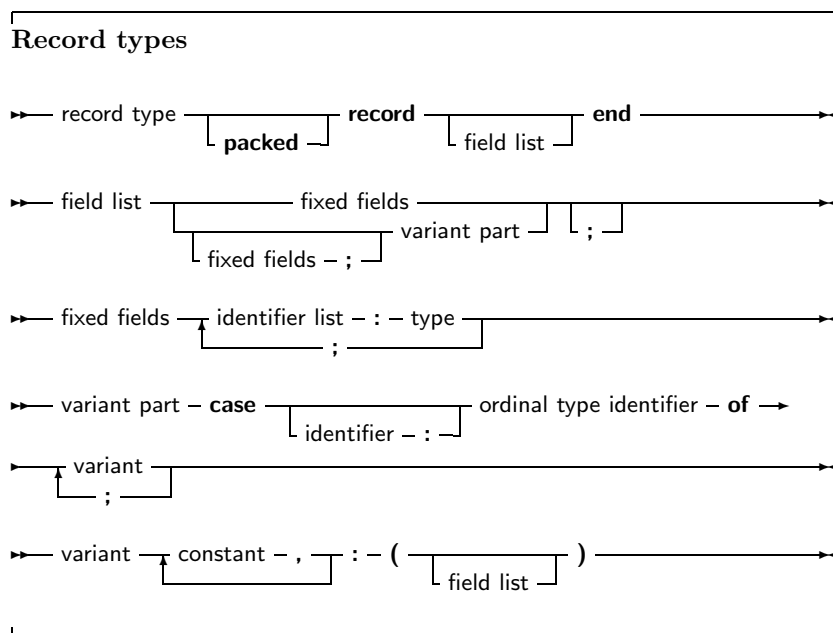 Record types
record type record end
packed field list
field list fixed fields
variant part ;
fixed fields ;
fixed fields identifier list : type
;
variant part case ordinal type identifier of
identifier :
variant
;
variant constant , : ( )
field list